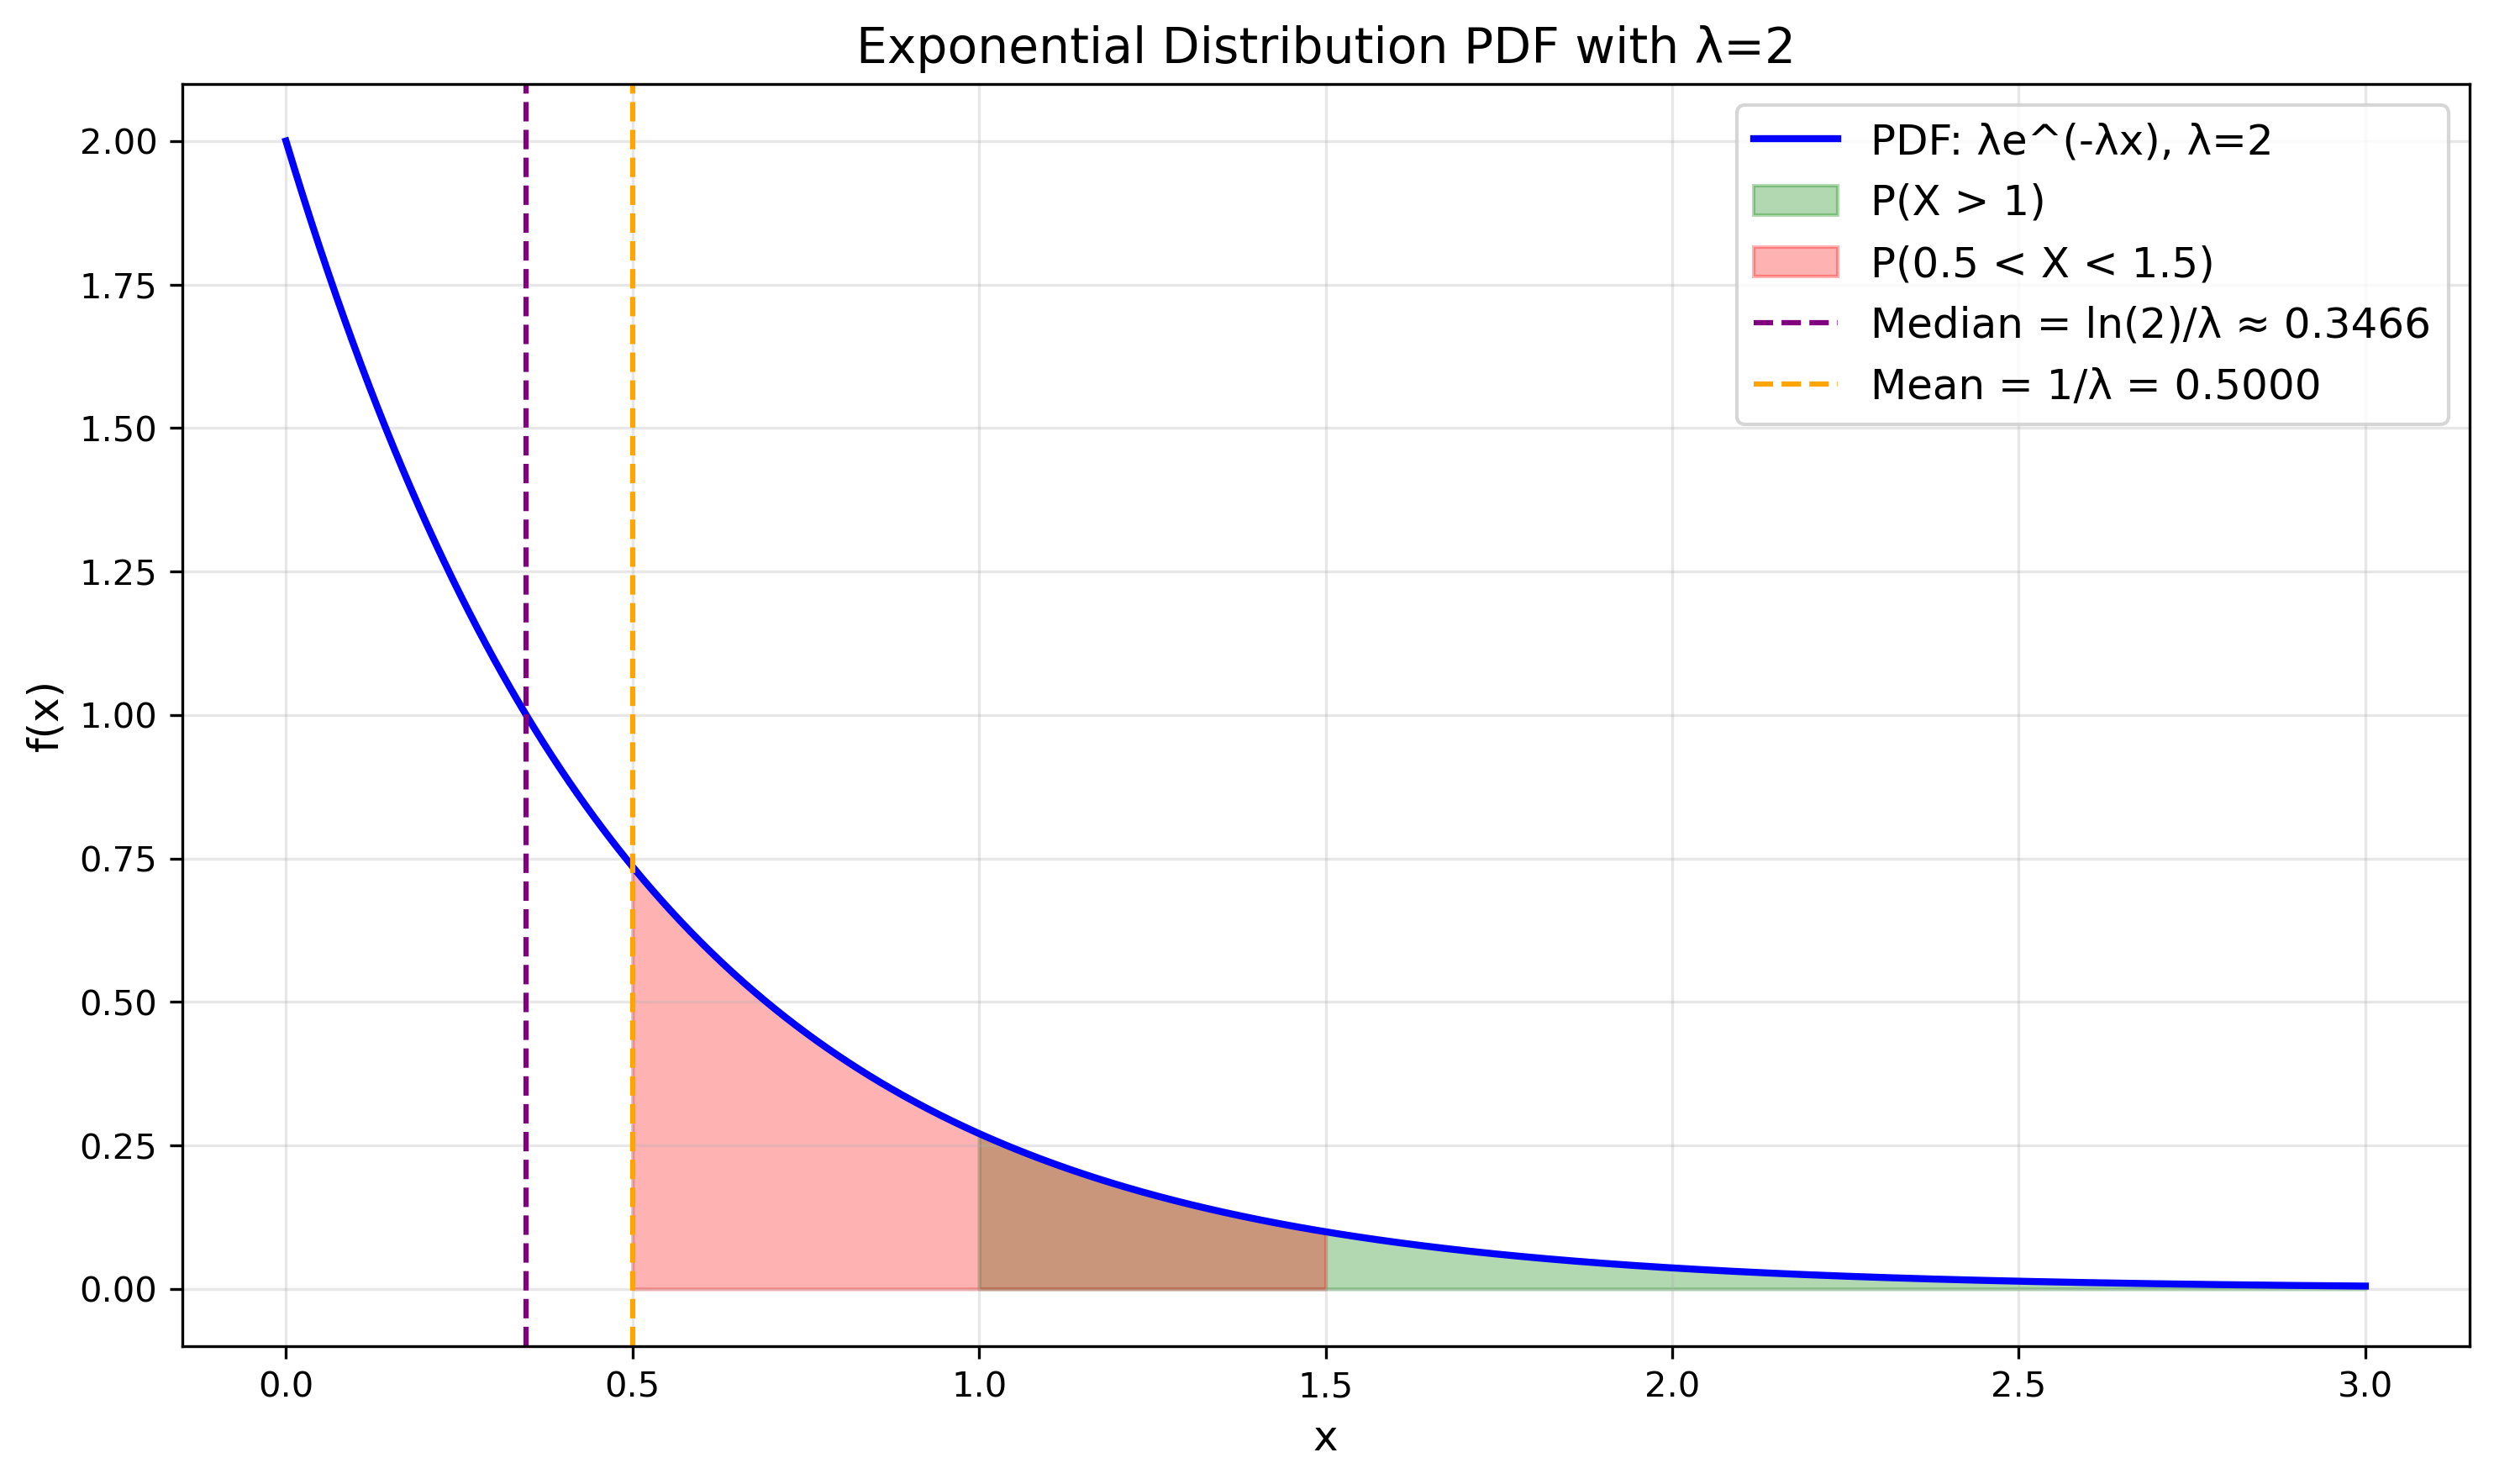 Exponential Distribution PDF with λ=2
PDF: λe^(-λx), λ=2
P(X > 1)
P(0.5 < X < 1.5)
Median = ln(2)/λ ≈ 0.3466
Mean = 1/λ = 0.5000
f(x)
2.00
1.75
1.50
1.25
1.00
0.75
0.50
0.25
0.00
0.0 0.5 1.0 1.5 2.0 2.5 3.0
x